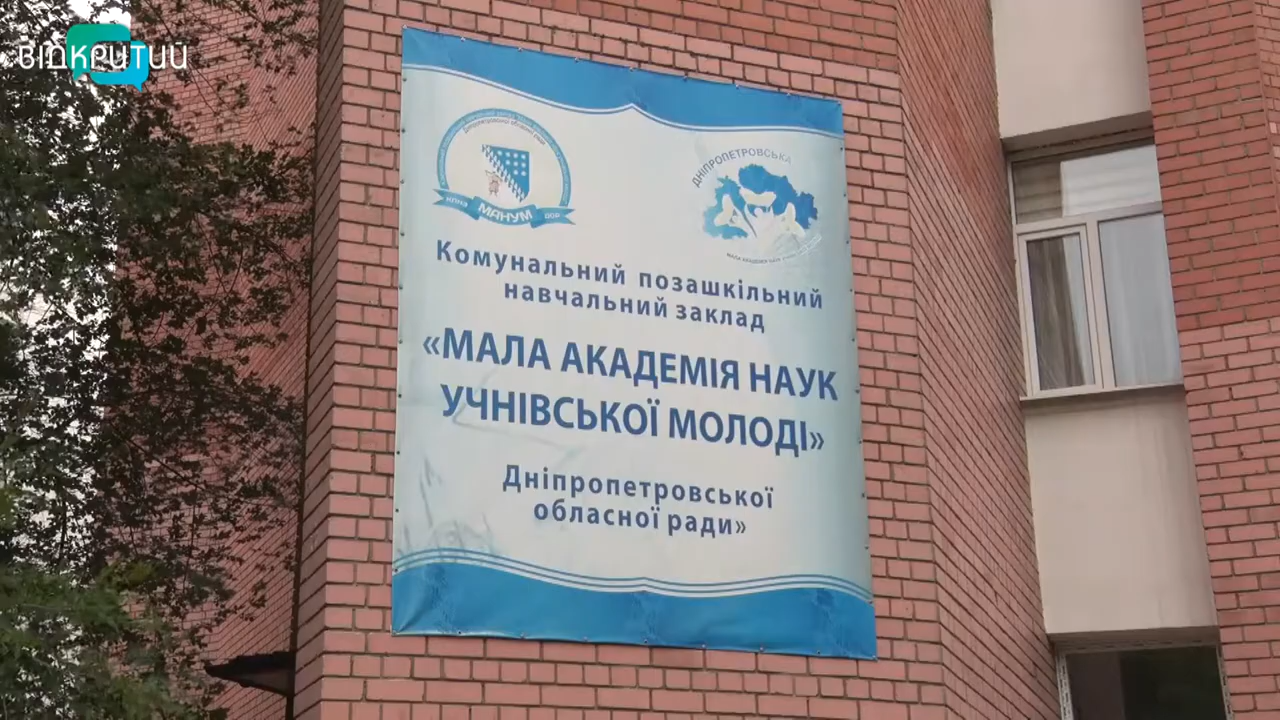 ВІДКРИТИЙ
ДНІПРОПЕТРОВСЬКА
МАНУМ
Комунальний позашкільний
навчальний заклад
«МАЛА АКАДЕМІЯ НАУК
УЧНІВСЬКОЇ МОЛОДІ»
Дніпропетровської
обласної ради»